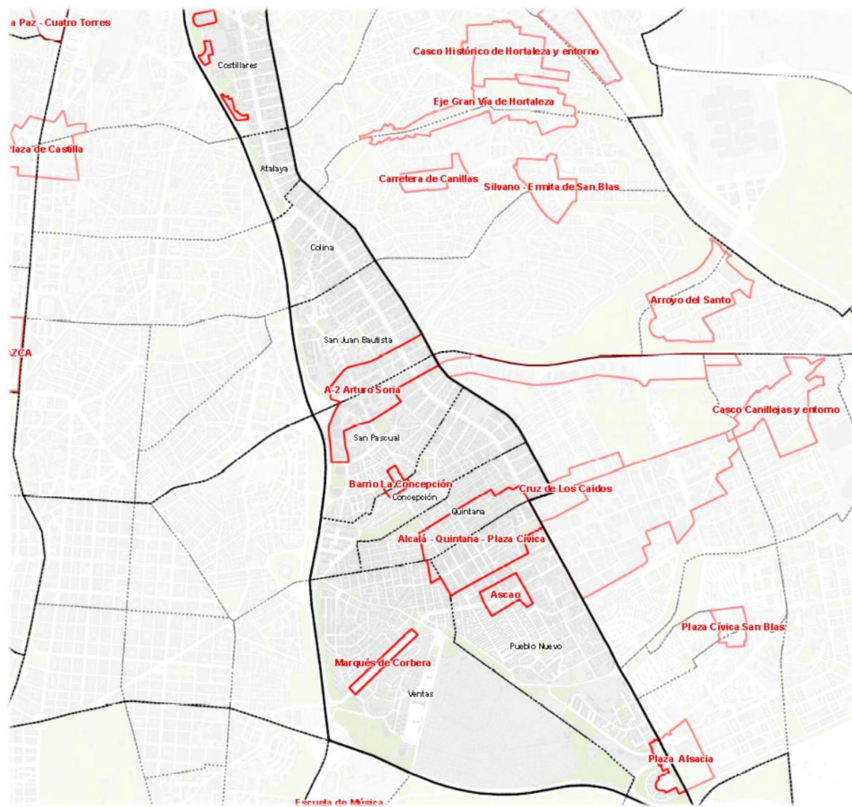 a Paz - Cuatro Torres
Costillares
Casco Histórico de Hortaleza y entorno
Eje Gran Vía de Hortaleza
Plaza de Castilla
Atalaya
Carretera de Canillas
Silvano - Ermita de San Blas
Colina
Arroyo del Santo
San Juan Bautista
AZCA
A-2 Arturo Soria
Casco Canillejas y entorno
San Pascual
Barrio La Concepción
Concepción
Cruz de Los Caidos
Quintana
Alcalá - Quintana - Plaza Cívica
Ascao
Plaza Cívica San Blas
Pueblo Nuevo
Marqués de Corbera
Ventas
Plaza Alsacia
Escuela de Música